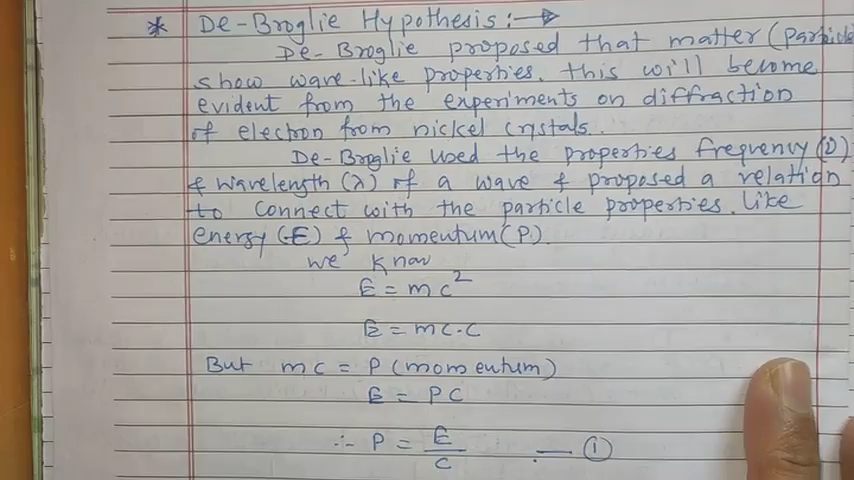 * De-Broglie Hypothesis :→
De-Broglie proposed that matter (Particle
show wave-like properties. this will become
evident from the experiments on diffraction
of electron from nickel crystals.
De-Broglie used the properties frequency (υ)
& wavelength (λ) of a wave & proposed a relation
to connect with the particle properties. like
energy (E) & momentum (P).
we know
E = mc²
E = mc.c
But mc = P (momentum)
E = PC
∴ P = E/C — ①